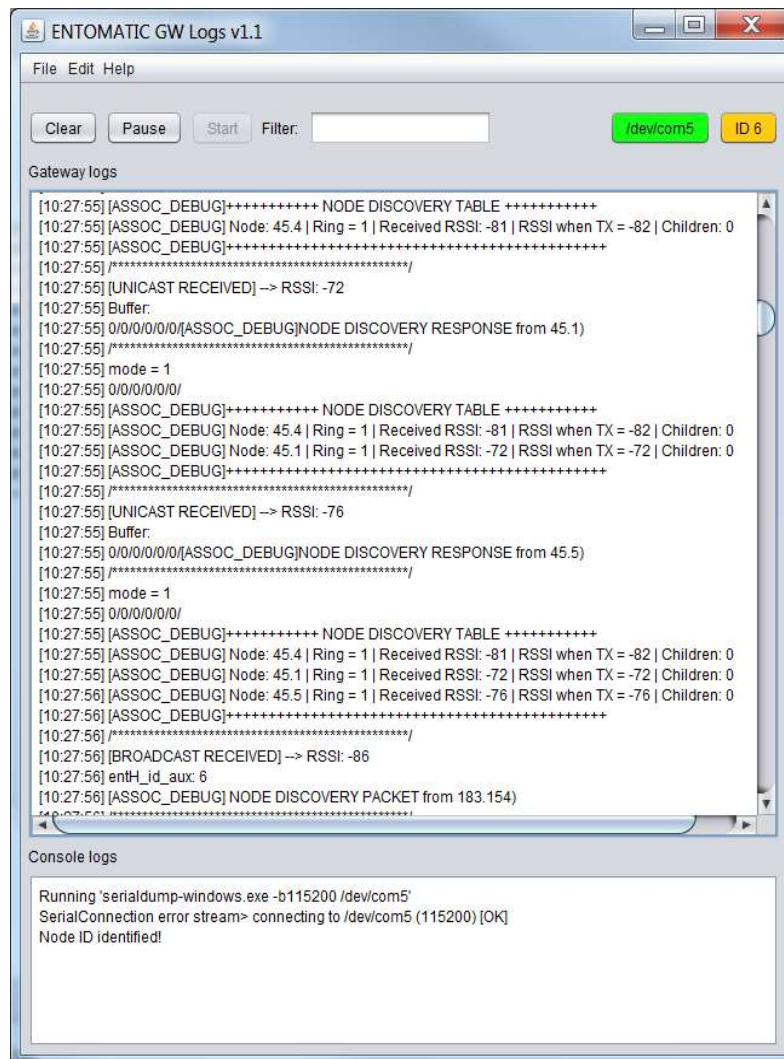 ENTOMATIC GW Logs v1.1
File Edit Help
Clear Pause Start Filter: /dev/com5 ID 6
Gateway logs
[10:27:55] [ASSOC_DEBUG]+++++++++++ NODE DISCOVERY TABLE +++++++++++
[10:27:55] [ASSOC_DEBUG] Node: 45.4 | Ring = 1 | Received RSSI: -81 | RSSI when TX = -82 | Children: 0
[10:27:55] [ASSOC_DEBUG]++++++++++++++++++++++++++++++++++++++++++++++
[10:27:55] /*************************************************/
[10:27:55] [UNICAST RECEIVED] --> RSSI: -72
[10:27:55] Buffer:
[10:27:55] 0/0/0/0/0/0/[ASSOC_DEBUG]NODE DISCOVERY RESPONSE from 45.1)
[10:27:55] /*************************************************/
[10:27:55] mode = 1
[10:27:55] 0/0/0/0/0/0/
[10:27:55] [ASSOC_DEBUG]+++++++++++ NODE DISCOVERY TABLE +++++++++++
[10:27:55] [ASSOC_DEBUG] Node: 45.4 | Ring = 1 | Received RSSI: -81 | RSSI when TX = -82 | Children: 0
[10:27:55] [ASSOC_DEBUG] Node: 45.1 | Ring = 1 | Received RSSI: -72 | RSSI when TX = -72 | Children: 0
[10:27:55] [ASSOC_DEBUG]++++++++++++++++++++++++++++++++++++++++++++++
[10:27:55] /*************************************************/
[10:27:55] [UNICAST RECEIVED] --> RSSI: -76
[10:27:55] Buffer:
[10:27:55] 0/0/0/0/0/0/[ASSOC_DEBUG]NODE DISCOVERY RESPONSE from 45.5)
[10:27:55] /*************************************************/
[10:27:55] mode = 1
[10:27:55] 0/0/0/0/0/0/
[10:27:55] [ASSOC_DEBUG]+++++++++++ NODE DISCOVERY TABLE +++++++++++
[10:27:55] [ASSOC_DEBUG] Node: 45.4 | Ring = 1 | Received RSSI: -81 | RSSI when TX = -82 | Children: 0
[10:27:55] [ASSOC_DEBUG] Node: 45.1 | Ring = 1 | Received RSSI: -72 | RSSI when TX = -72 | Children: 0
[10:27:56] [ASSOC_DEBUG] Node: 45.5 | Ring = 1 | Received RSSI: -76 | RSSI when TX = -76 | Children: 0
[10:27:56] [ASSOC_DEBUG]++++++++++++++++++++++++++++++++++++++++++++++
[10:27:56] /*************************************************/
[10:27:56] [BROADCAST RECEIVED] --> RSSI: -86
[10:27:56] entH_id_aux: 6
[10:27:56] [ASSOC_DEBUG] NODE DISCOVERY PACKET from 183.154)
Console logs
Running 'serialdump-windows.exe -b115200 /dev/com5'
SerialConnection error stream> connecting to /dev/com5 (115200) [OK]
Node ID identified!